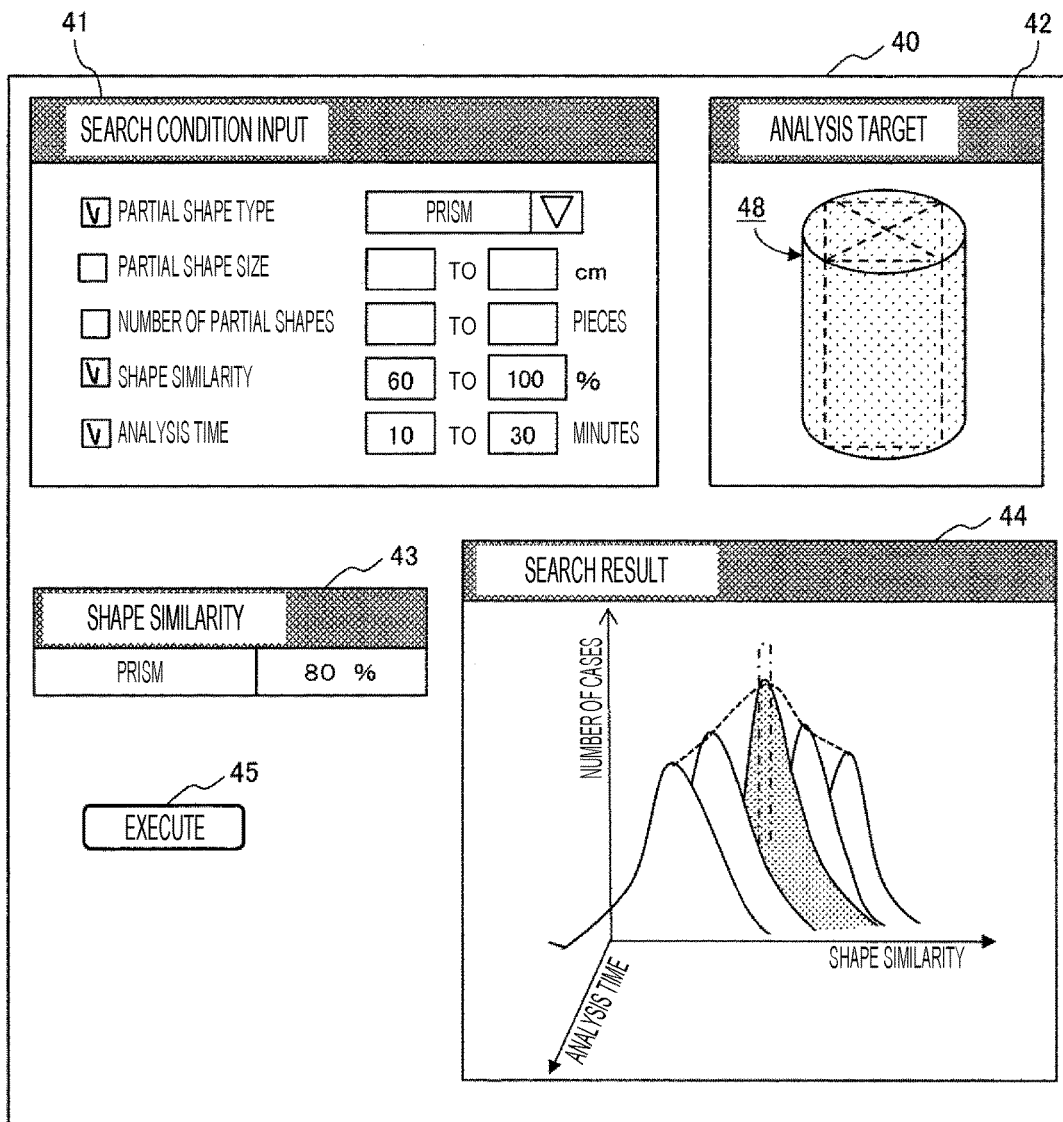 41
42
40
SEARCH CONDITION INPUT
V PARTIAL SHAPE TYPE PRISM
PARTIAL SHAPE SIZE TO cm
NUMBER OF PARTIAL SHAPES TO PIECES
V SHAPE SIMILARITY 60 TO 100 %
V ANALYSIS TIME 10 TO 30 MINUTES
ANALYSIS TARGET
48
43
SHAPE SIMILARITY
PRISM 80 %
45
EXECUTE
44
SEARCH RESULT
NUMBER OF CASES
SHAPE SIMILARITY
ANALYSIS TIME